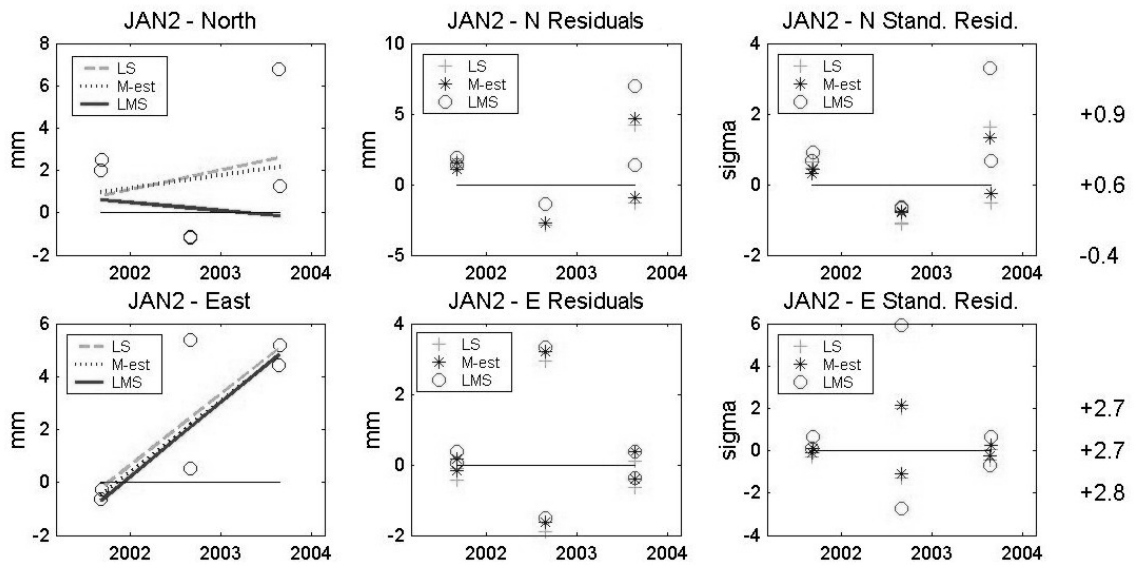 JAN2 - North
JAN2 - N Residuals
JAN2 - N Stand. Resid.
8
6
4
2
0
-2
mm
LS
M-est
LMS
2002 2003 2004
10
5
0
-5
mm
LS
M-est
LMS
2002 2003 2004
4
2
0
-2
sigma
LS
M-est
LMS
2002 2003 2004
+0.9
+0.6
-0.4
JAN2 - East
JAN2 - E Residuals
JAN2 - E Stand. Resid.
6
4
2
0
-2
mm
LS
M-est
LMS
2002 2003 2004
4
2
0
-2
mm
LS
M-est
LMS
2002 2003 2004
6
4
2
0
-2
-4
sigma
LS
M-est
LMS
2002 2003 2004
+2.7
+2.7
+2.8